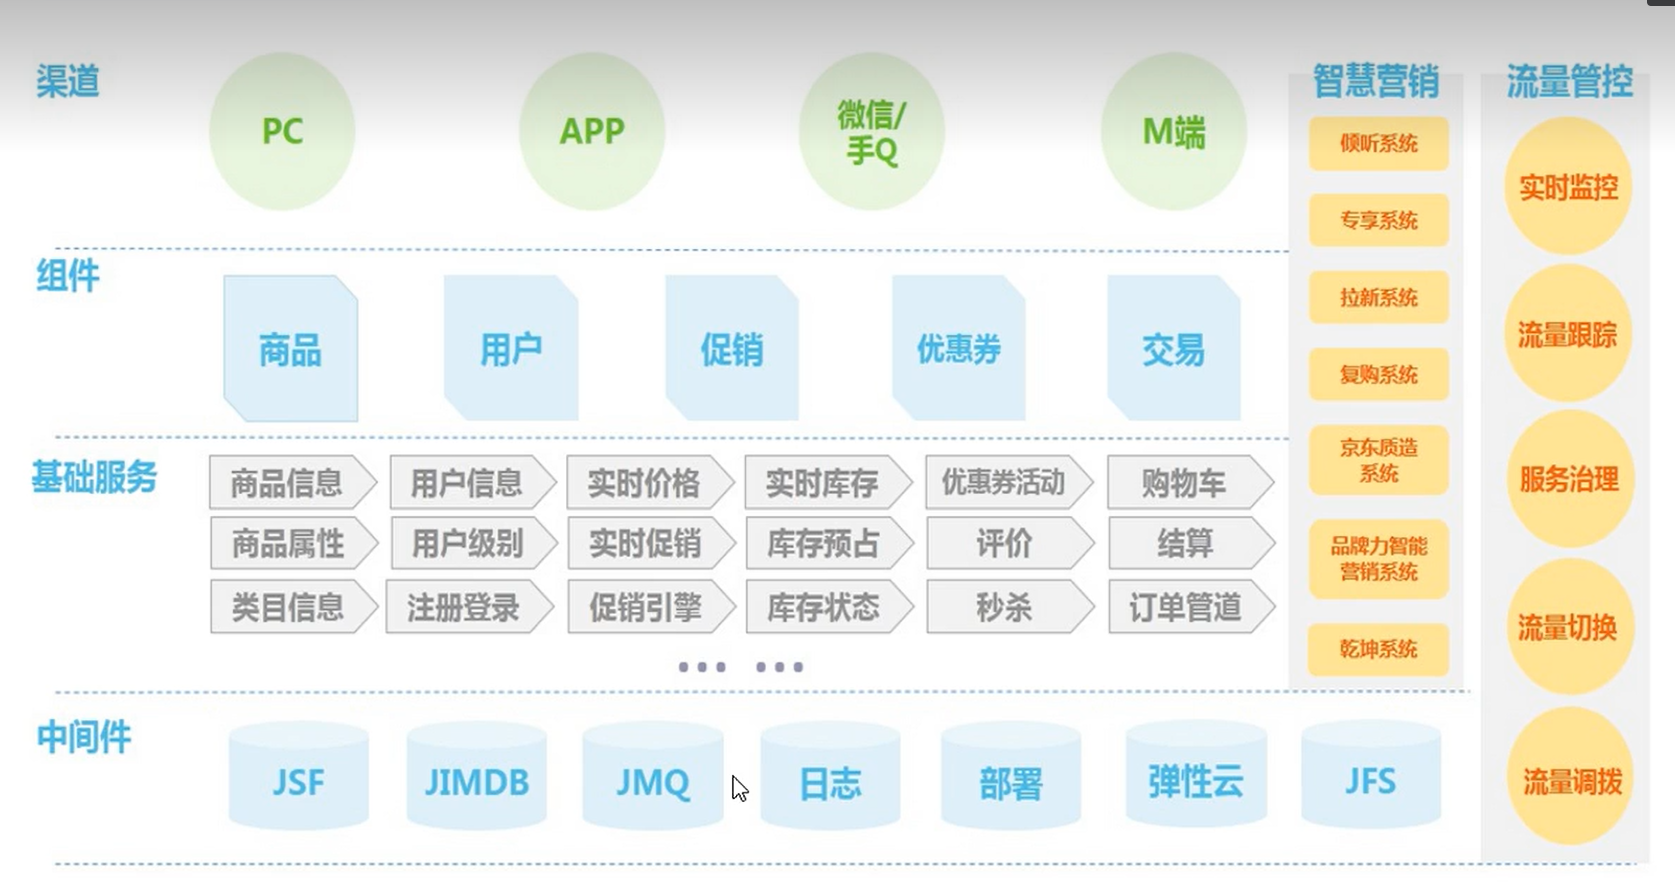 渠道
PC
APP
微信/
手Q
M端
组件
商品
用户
促销
优惠券
交易
基础服务
商品信息
用户信息
实时价格
实时库存
优惠券活动
购物车
商品属性
用户级别
实时促销
库存预占
评价
结算
类目信息
注册登录
促销引擎
库存状态
秒杀
订单管道
... ...
中间件
JSF
JIMDB
JMQ
日志
部署
弹性云
JFS
智慧营销
倾听系统
专享系统
拉新系统
复购系统
京东质造
系统
品牌力智能
营销系统
乾坤系统
流量管控
实时监控
流量跟踪
服务治理
流量切换
流量调拨